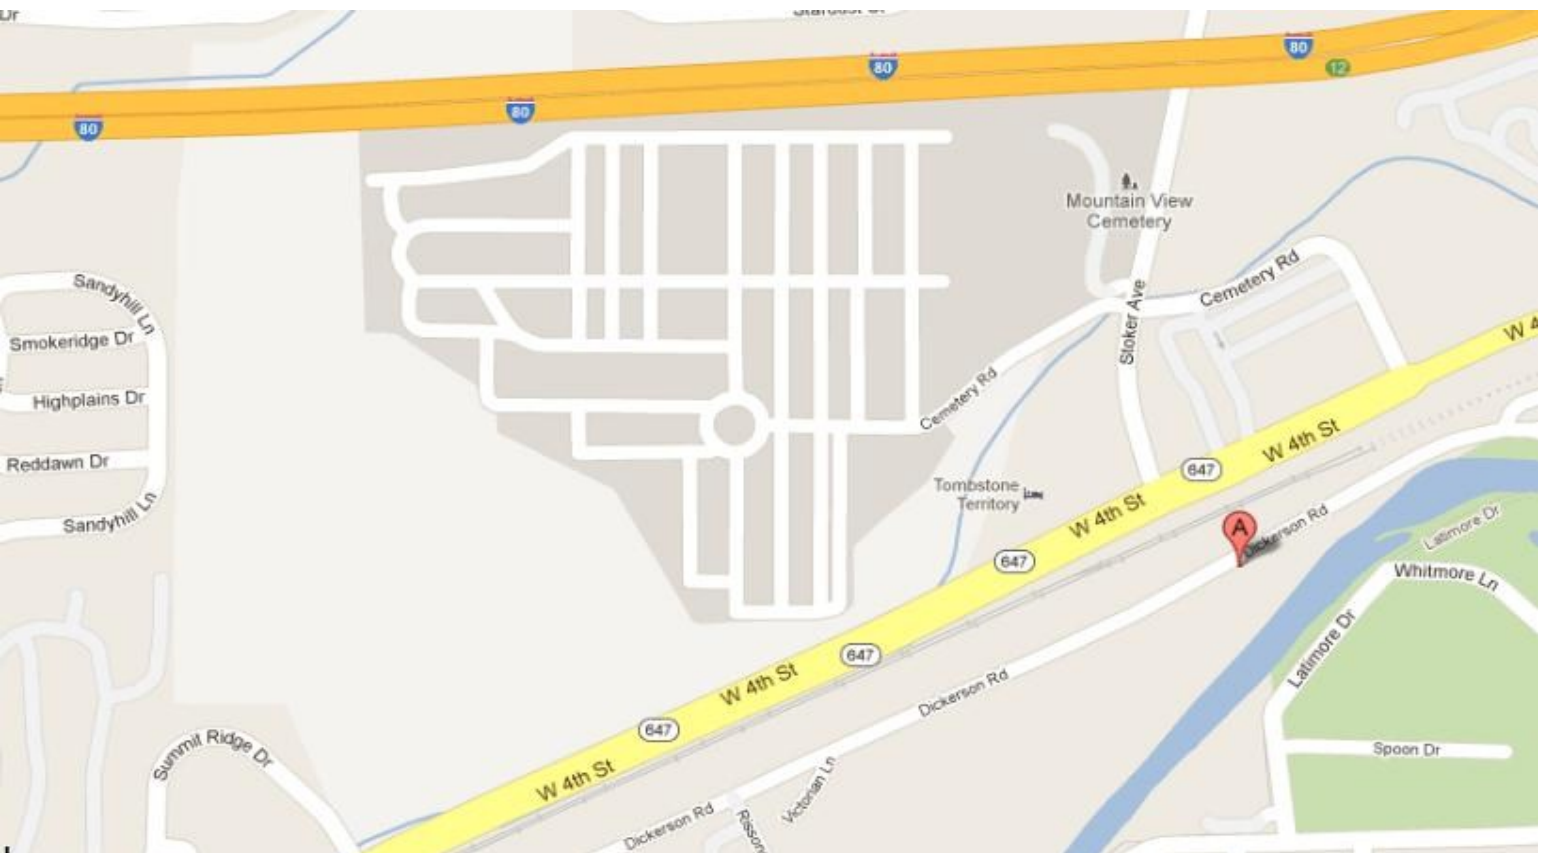 Dr
Stardust St
80
12
80
80
80
Mountain View
Cemetery
Sandyhill Ln
Cemetery Rd
Stoker Ave
Smokeridge Dr
W 4
Cemetery Rd
Highplains Dr
W 4th St
Reddawn Dr
647
Tombstone
Territory
Sandyhill Ln
W 4th St
Dickerson Rd
Latimore Dr
A
647
Whitmore Ln
Latimore Dr
647
W 4th St
Dickerson Rd
647
Summit Ridge Dr
Spoon Dr
W 4th St
Victorian Ln
Dickerson Rd